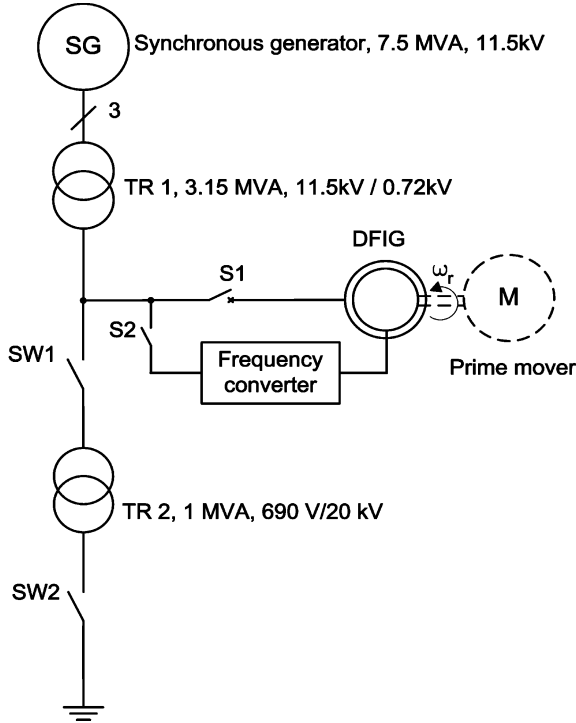 SG
Synchronous generator, 7.5 MVA, 11.5kV
3
TR 1, 3.15 MVA, 11.5kV / 0.72kV
DFIG
S1
ωr
M
S2
SW1
Frequency
converter
Prime mover
TR 2, 1 MVA, 690 V/20 kV
SW2